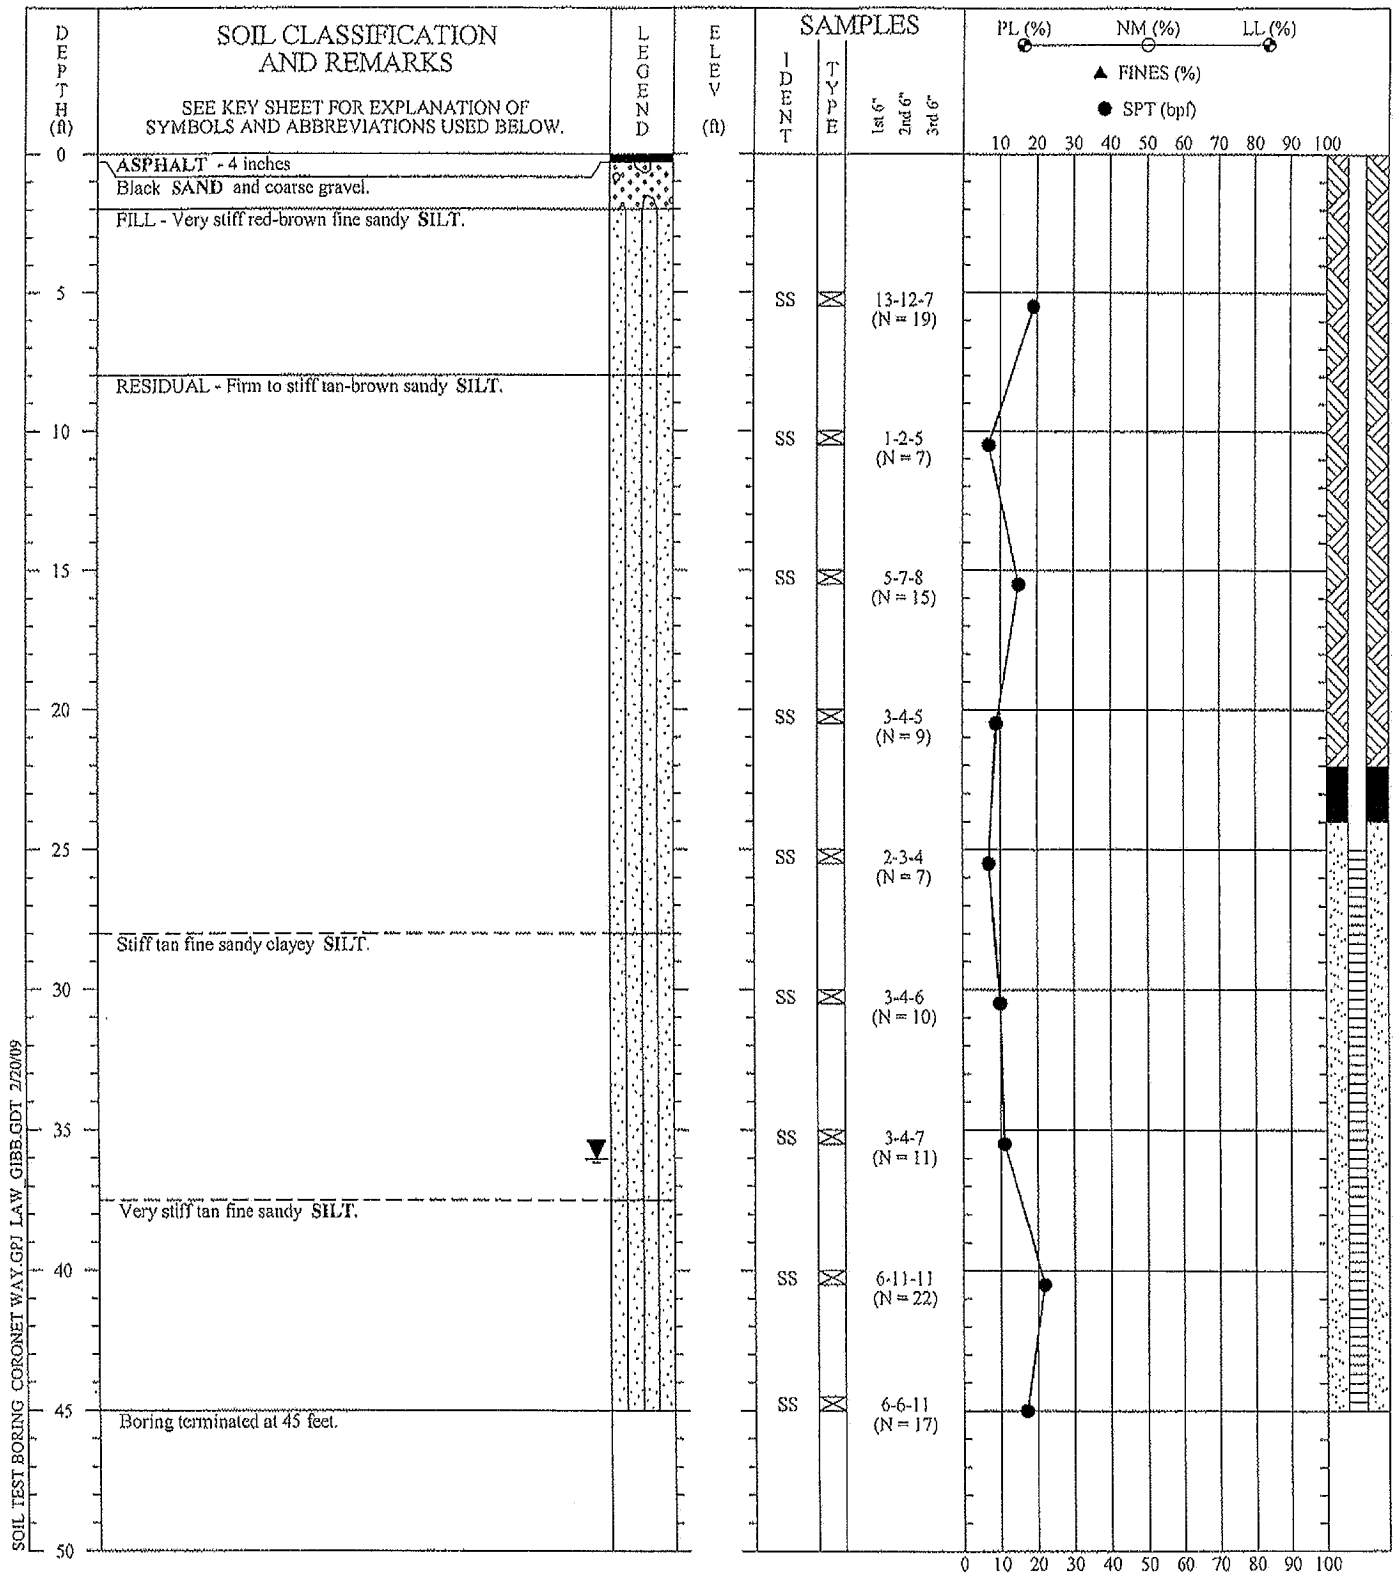 DEPTH (ft)
SOIL CLASSIFICATION
AND REMARKS
SEE KEY SHEET FOR EXPLANATION OF
SYMBOLS AND ABBREVIATIONS USED BELOW.
LEGEND
ELEV (ft)
SAMPLES
IDENT
TYPE
1st 6"
2nd 6"
3rd 6"
PL (%) NM (%) LL (%)
▲ FINES (%)
● SPT (bpf)
10 20 30 40 50 60 70 80 90 100
0
ASPHALT - 4 inches
Black SAND and coarse gravel.
FILL - Very stiff red-brown fine sandy SILT.
5
SS
13-12-7
(N = 19)
RESIDUAL - Firm to stiff tan-brown sandy SILT.
10
SS
1-2-5
(N = 7)
15
SS
5-7-8
(N = 15)
20
SS
3-4-5
(N = 9)
25
SS
2-3-4
(N = 7)
Stiff tan fine sandy clayey SILT.
30
SS
3-4-6
(N = 10)
35
SS
3-4-7
(N = 11)
Very stiff tan fine sandy SILT.
40
SS
6-11-11
(N = 22)
45
SS
6-6-11
(N = 17)
Boring terminated at 45 feet.
50
0 10 20 30 40 50 60 70 80 90 100
SOIL TEST BORING CORONET WAY.GPJ LAW_GIBB.GDT 2/20/09